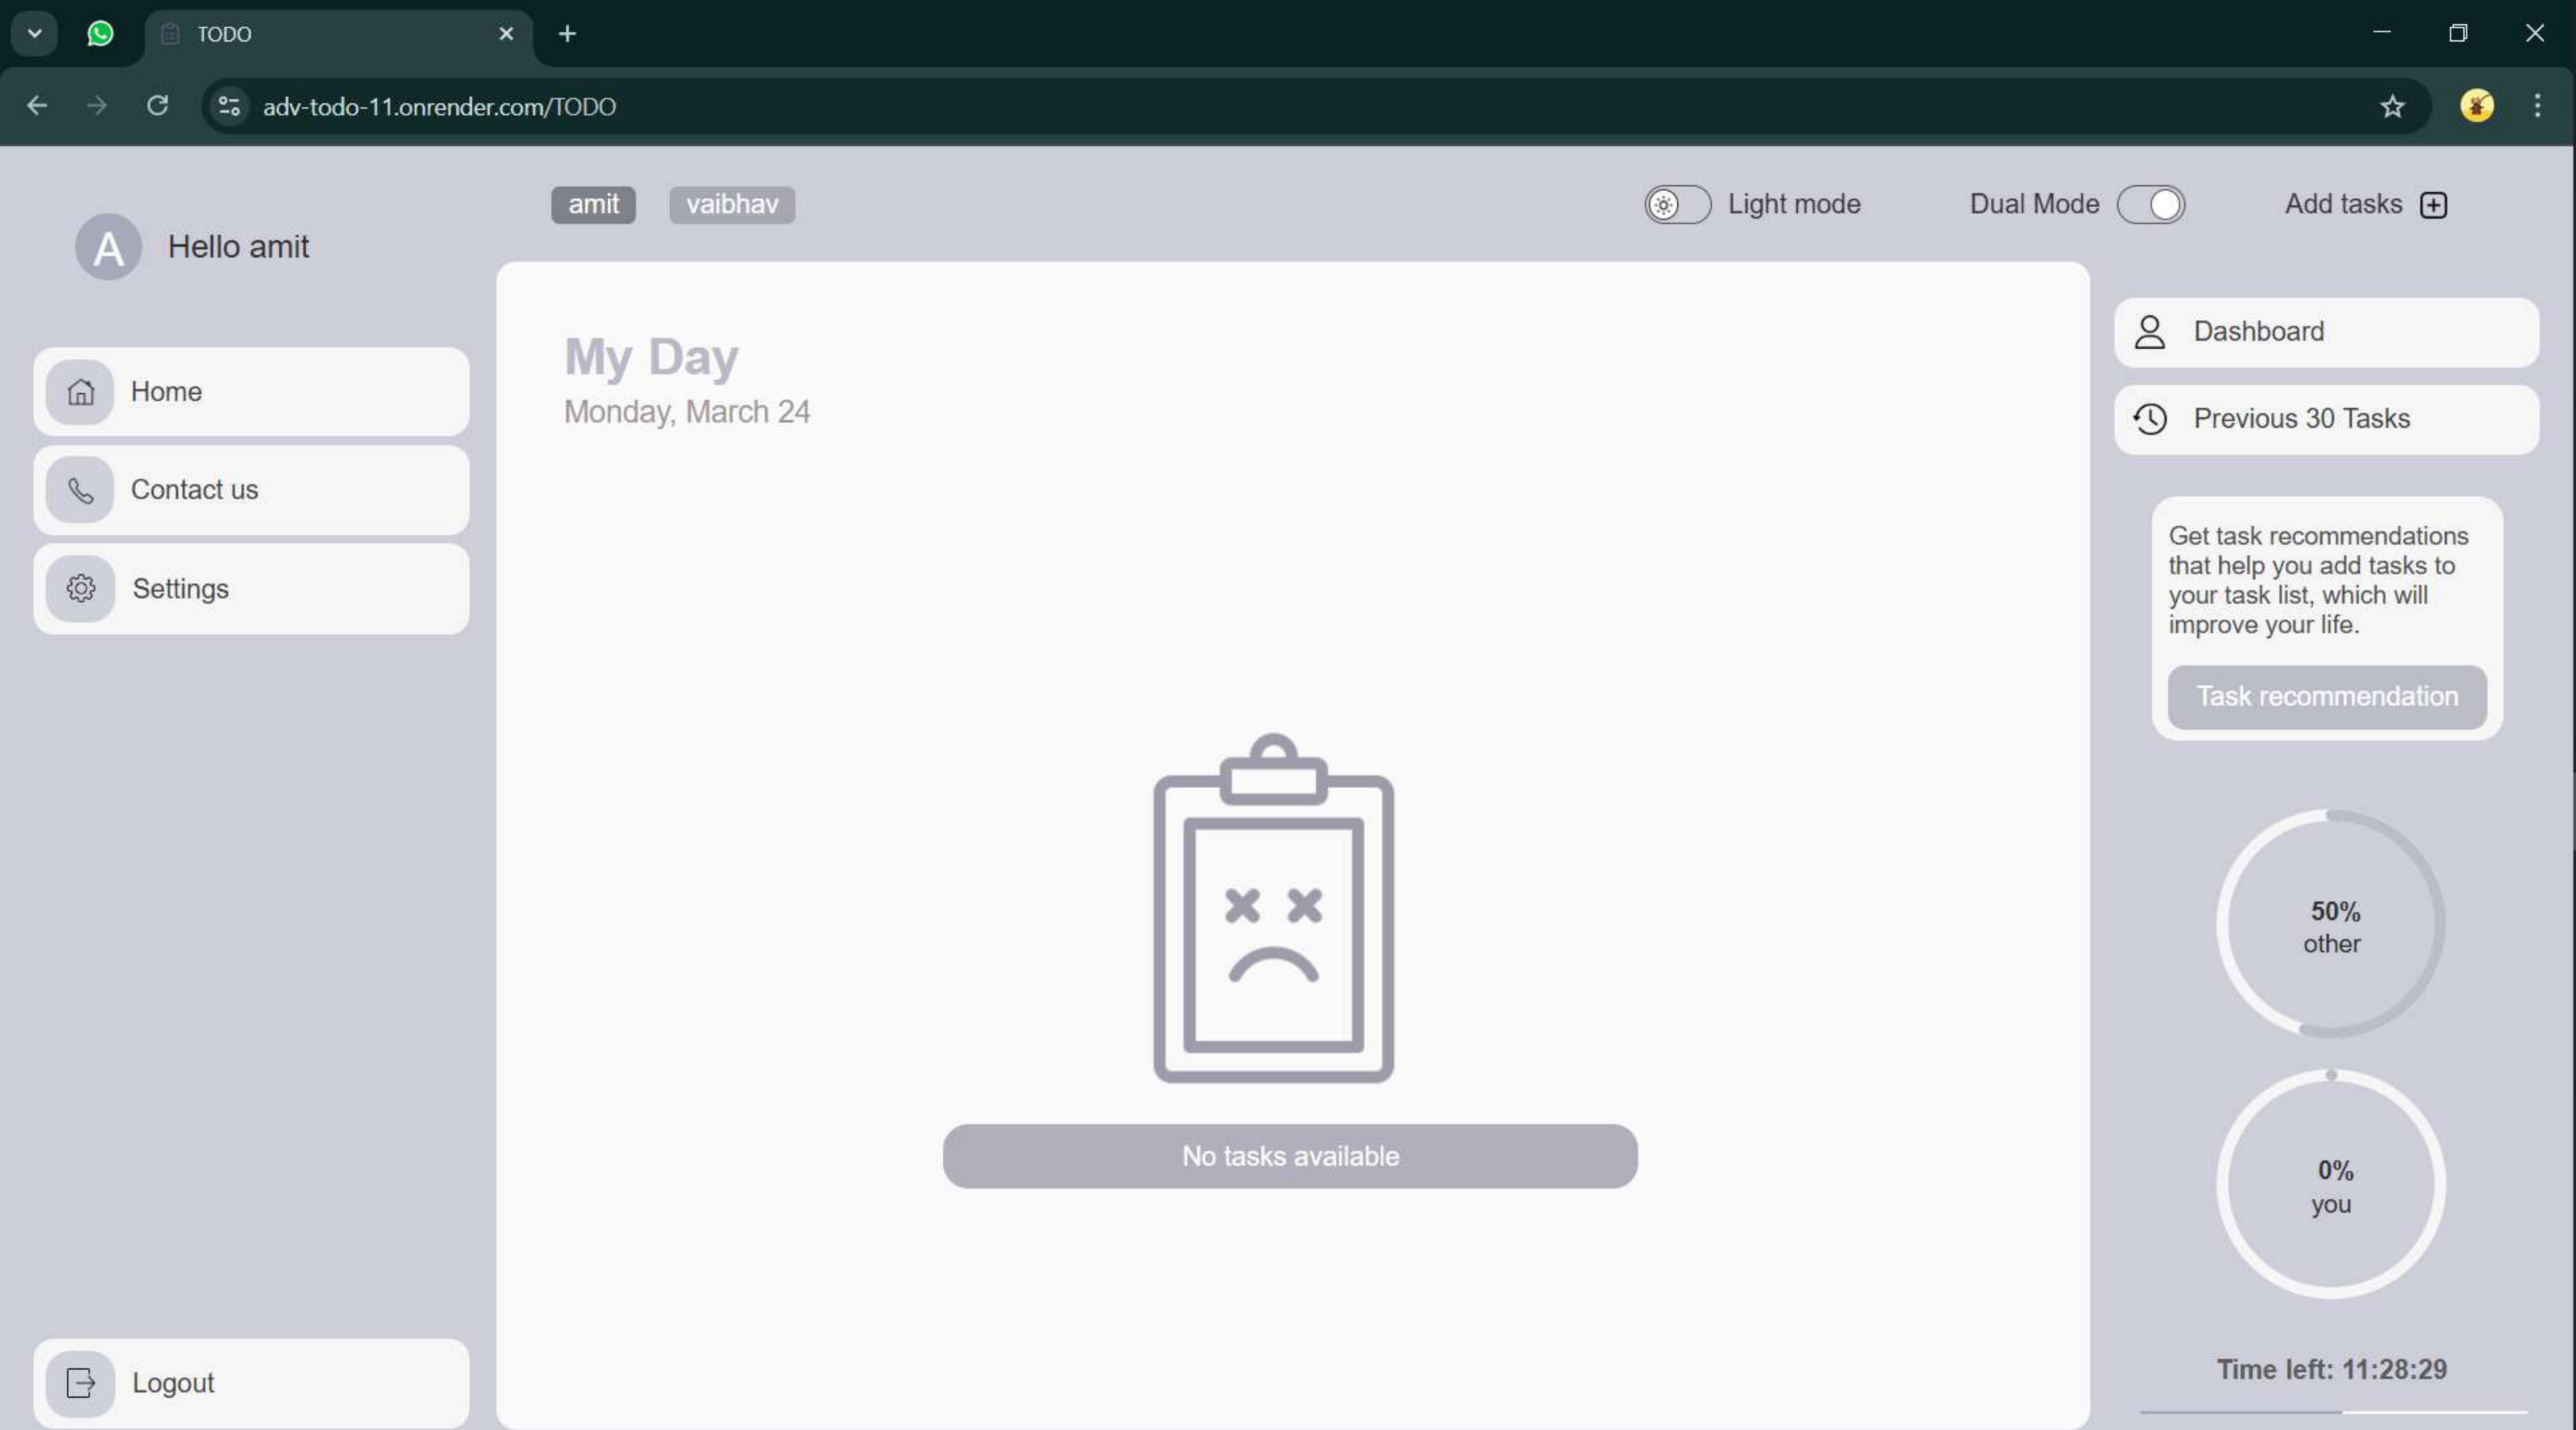 TODO
adv-todo-11.onrender.com/TODO
amit
vaibhav
Light mode
Dual Mode
Add tasks
A
Hello amit
Home
Contact us
Settings
Logout
My Day
Monday, March 24
No tasks available
Dashboard
Previous 30 Tasks
Get task recommendations
that help you add tasks to
your task list, which will
improve your life.
Task recommendation
50%
other
0%
you
Time left: 11:28:29